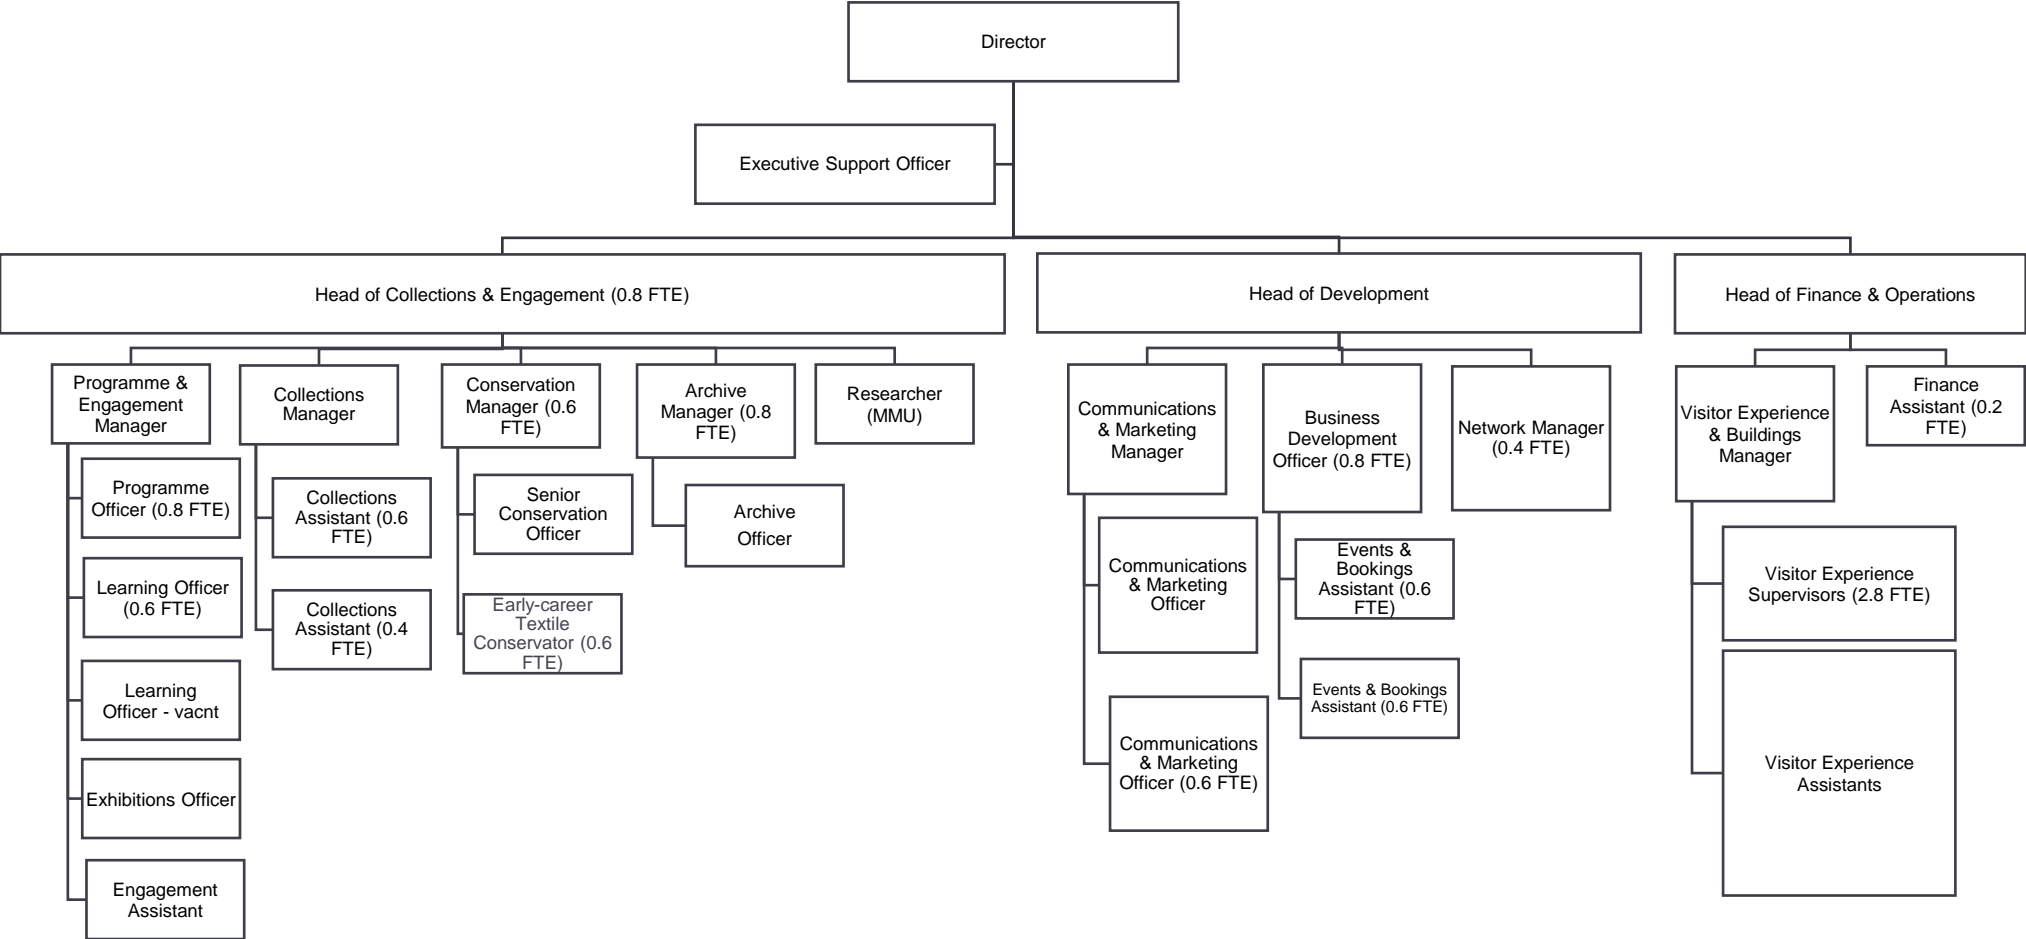 Director
Executive Support Officer
Head of Collections & Engagement (0.8 FTE)
Head of Development
Head of Finance & Operations
Programme &
Engagement
Manager
Collections
Manager
Conservation
Manager (0.6
FTE)
Archive
Manager (0.8
FTE)
Researcher
(MMU)
Programme
Officer (0.8 FTE)
Learning Officer
(0.6 FTE)
Learning
Officer - vacnt
Exhibitions Officer
Engagement
Assistant
Collections
Assistant (0.6
FTE)
Collections
Assistant (0.4
FTE)
Senior
Conservation
Officer
Early-career
Textile
Conservator (0.6
FTE)
Archive
Officer
Communications
& Marketing
Manager
Business
Development
Officer (0.8 FTE)
Network Manager
(0.4 FTE)
Communications
& Marketing
Officer
Communications
& Marketing
Officer (0.6 FTE)
Events &
Bookings
Assistant (0.6
FTE)
Events & Bookings
Assistant (0.6 FTE)
Visitor Experience
& Buildings
Manager
Finance
Assistant (0.2
FTE)
Visitor Experience
Supervisors (2.8 FTE)
Visitor Experience
Assistants